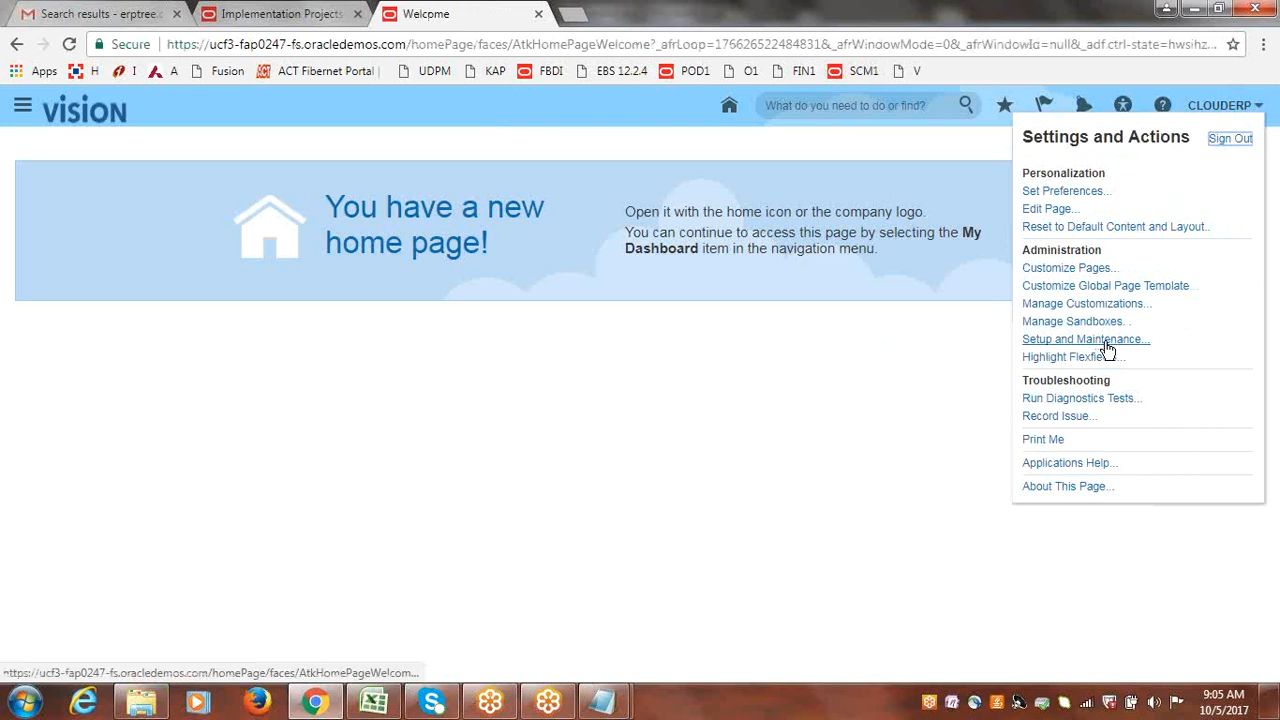 Search results - erptree.c
Implementation Projects
Welcpme
Secure
https://ucf3-fap0247-fs.oracledemos.com/homePage/faces/AtkHomePageWelcome?_afrLoop=176626522484831&_afrWindowMode=0&_afrWindowId=null&_adf.ctrl-state=hwsihz...
Apps
H
I
A
Fusion
ACT Fibernet Portal |
UDPM
KAP
FBDI
EBS 12.2.4
POD1
O1
FIN1
SCM1
V
VISION
What do you need to do or find?
CLOUDERP
Settings and Actions
Sign Out
Personalization
Set Preferences...
Edit Page...
Reset to Default Content and Layout..
Administration
Customize Pages...
Customize Global Page Template
Manage Customizations...
Manage Sandboxes. .
Setup and Maintenance...
Highlight Flexfie...
Troubleshooting
Run Diagnostics Tests...
Record Issue...
Print Me
Applications Help...
About This Page...
You have a new
home page!
Open it with the home icon or the company logo.
You can continue to access this page by selecting the My
Dashboard item in the navigation menu.
https://ucf3-fap0247-fs.oracledemos.com/homePage/faces/AtkHomePageWelcom...
9:05 AM
10/5/2017